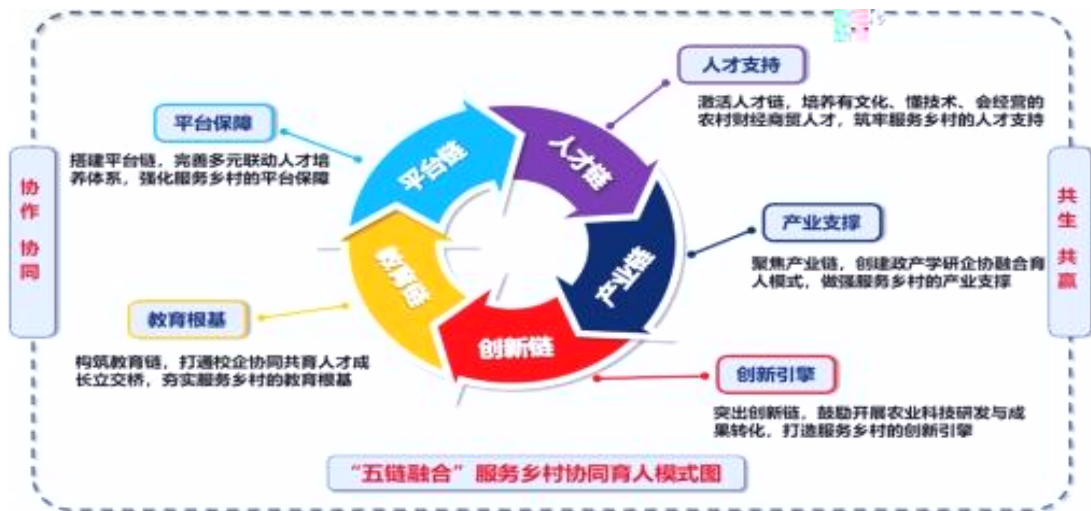 人才支持
激活人才链，培养有文化、懂技术、会经营的
农村财经商贸人才，筑牢服务乡村的人才支持
平台保障
搭建平台链，完善多元联动人才培
养体系，强化服务乡村的平台保障
平台链
人才链
产业链
创新链
教育链
协作 协同
共生 共赢
产业支撑
聚焦产业链，创建政产学研企协融合育
人模式，做强服务乡村的产业支撑
教育根基
构筑教育链，打通校企协同共育人才成
长立交桥，夯实服务乡村的教育根基
创新引擎
突出创新链，鼓励开展农业科技研发与成
果转化，打造服务乡村的创新引擎
“五链融合”服务乡村协同育人模式图